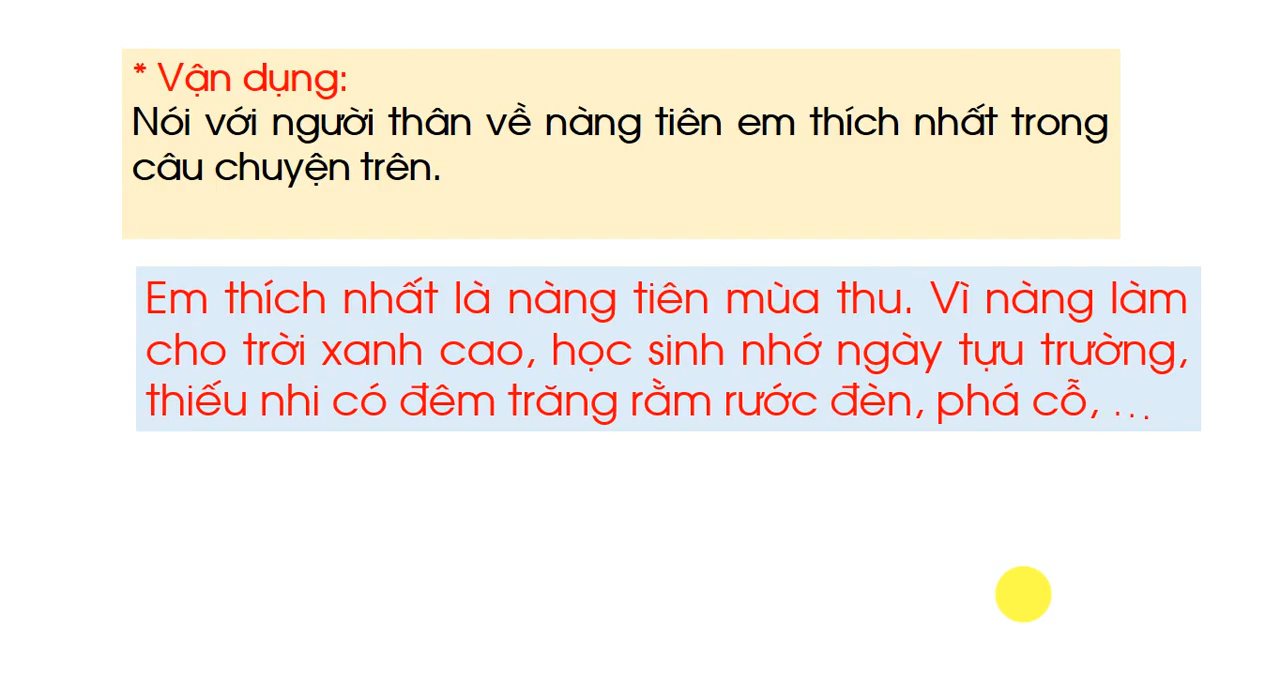 * Vận dụng:
Nói với người thân về nàng tiên em thích nhất trong
câu chuyện trên.
Em thích nhất là nàng tiên mùa thu. Vì nàng làm
cho trời xanh cao, học sinh nhớ ngày tựu trường,
thiếu nhi có đêm trăng rằm rước đèn, phá cỗ, ...